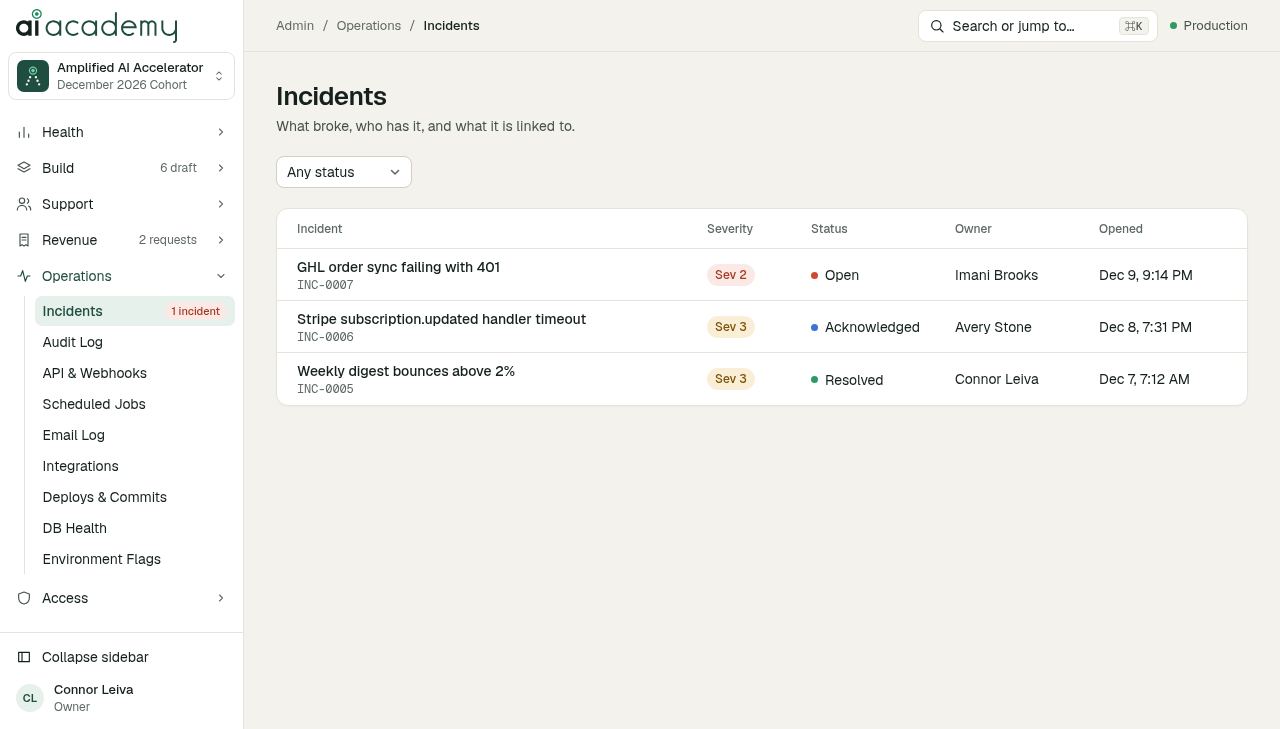 ai academy
Amplified AI Accelerator
December 2026 Cohort
Health
Build 6 draft
Support
Revenue 2 requests
Operations
Incidents 1 incident
Audit Log
API & Webhooks
Scheduled Jobs
Email Log
Integrations
Deploys & Commits
DB Health
Environment Flags
Access
Collapse sidebar
CL
Connor Leiva
Owner
Admin / Operations / Incidents
Search or jump to... ⌘K
Production
Incidents
What broke, who has it, and what it is linked to.
Any status
Incident Severity Status Owner Opened
GHL order sync failing with 401
INC-0007
Sev 2 Open Imani Brooks Dec 9, 9:14 PM
Stripe subscription.updated handler timeout
INC-0006
Sev 3 Acknowledged Avery Stone Dec 8, 7:31 PM
Weekly digest bounces above 2%
INC-0005
Sev 3 Resolved Connor Leiva Dec 7, 7:12 AM